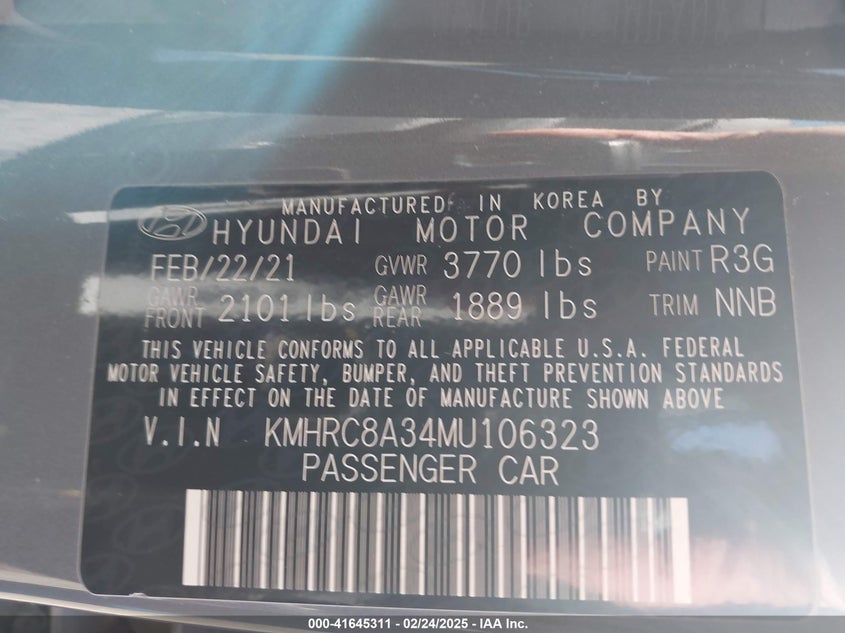 MANUFACTURED IN KOREA BY
HYUNDAI MOTOR COMPANY
FEB/22/21 GVWR 3770 lbs PAINT R3G
GAWR FRONT 2101 lbs GAWR REAR 1889 lbs TRIM NNB
THIS VEHICLE CONFORMS TO ALL APPLICABLE U.S.A. FEDERAL
MOTOR VEHICLE SAFETY, BUMPER, AND THEFT PREVENTION STANDARDS
IN EFFECT ON THE DATE OF MANUFACTURE SHOWN ABOVE
V.I.N KMHRC8A34MU106323
PASSENGER CAR
000-41645311 - 02/24/2025 - IAA Inc.